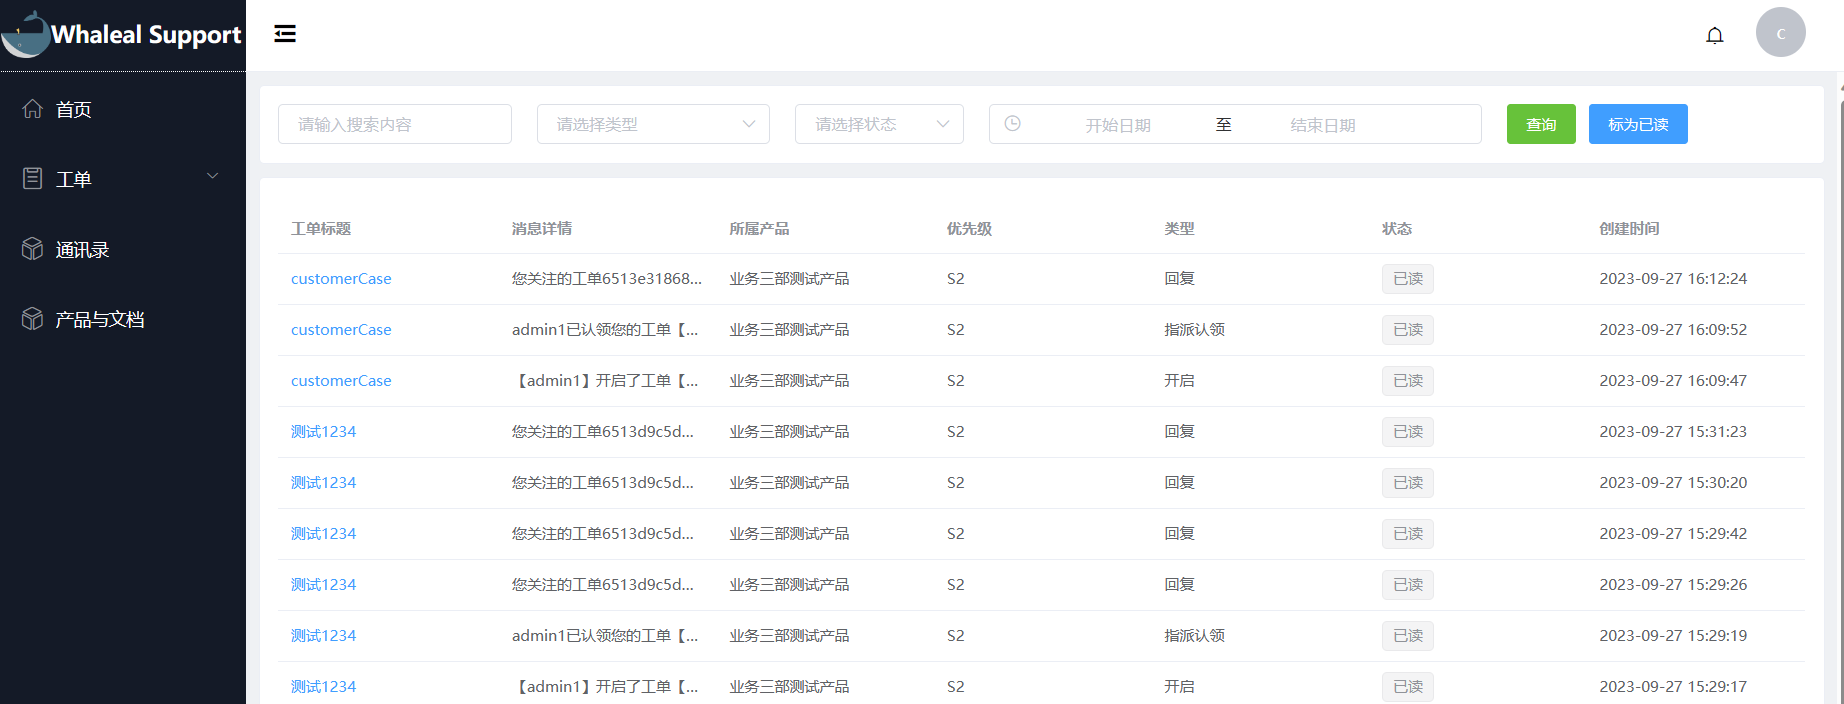 Whaleal Support
C
首页
工单
通讯录
产品与文档
请输入搜索内容 请选择类型 请选择状态 开始日期 至 结束日期 查询 标为已读
工单标题 消息详情 所属产品 优先级 类型 状态 创建时间
customerCase 您关注的工单6513e31868... 业务三部测试产品 S2 回复 已读 2023-09-27 16:12:24
customerCase admin1已认领您的工单【... 业务三部测试产品 S2 指派认领 已读 2023-09-27 16:09:52
customerCase 【admin1】开启了工单【... 业务三部测试产品 S2 开启 已读 2023-09-27 16:09:47
测试1234 您关注的工单6513d9c5d... 业务三部测试产品 S2 回复 已读 2023-09-27 15:31:23
测试1234 您关注的工单6513d9c5d... 业务三部测试产品 S2 回复 已读 2023-09-27 15:30:20
测试1234 您关注的工单6513d9c5d... 业务三部测试产品 S2 回复 已读 2023-09-27 15:29:42
测试1234 您关注的工单6513d9c5d... 业务三部测试产品 S2 回复 已读 2023-09-27 15:29:26
测试1234 admin1已认领您的工单【... 业务三部测试产品 S2 指派认领 已读 2023-09-27 15:29:19
测试1234 【admin1】开启了工单【... 业务三部测试产品 S2 开启 已读 2023-09-27 15:29:17